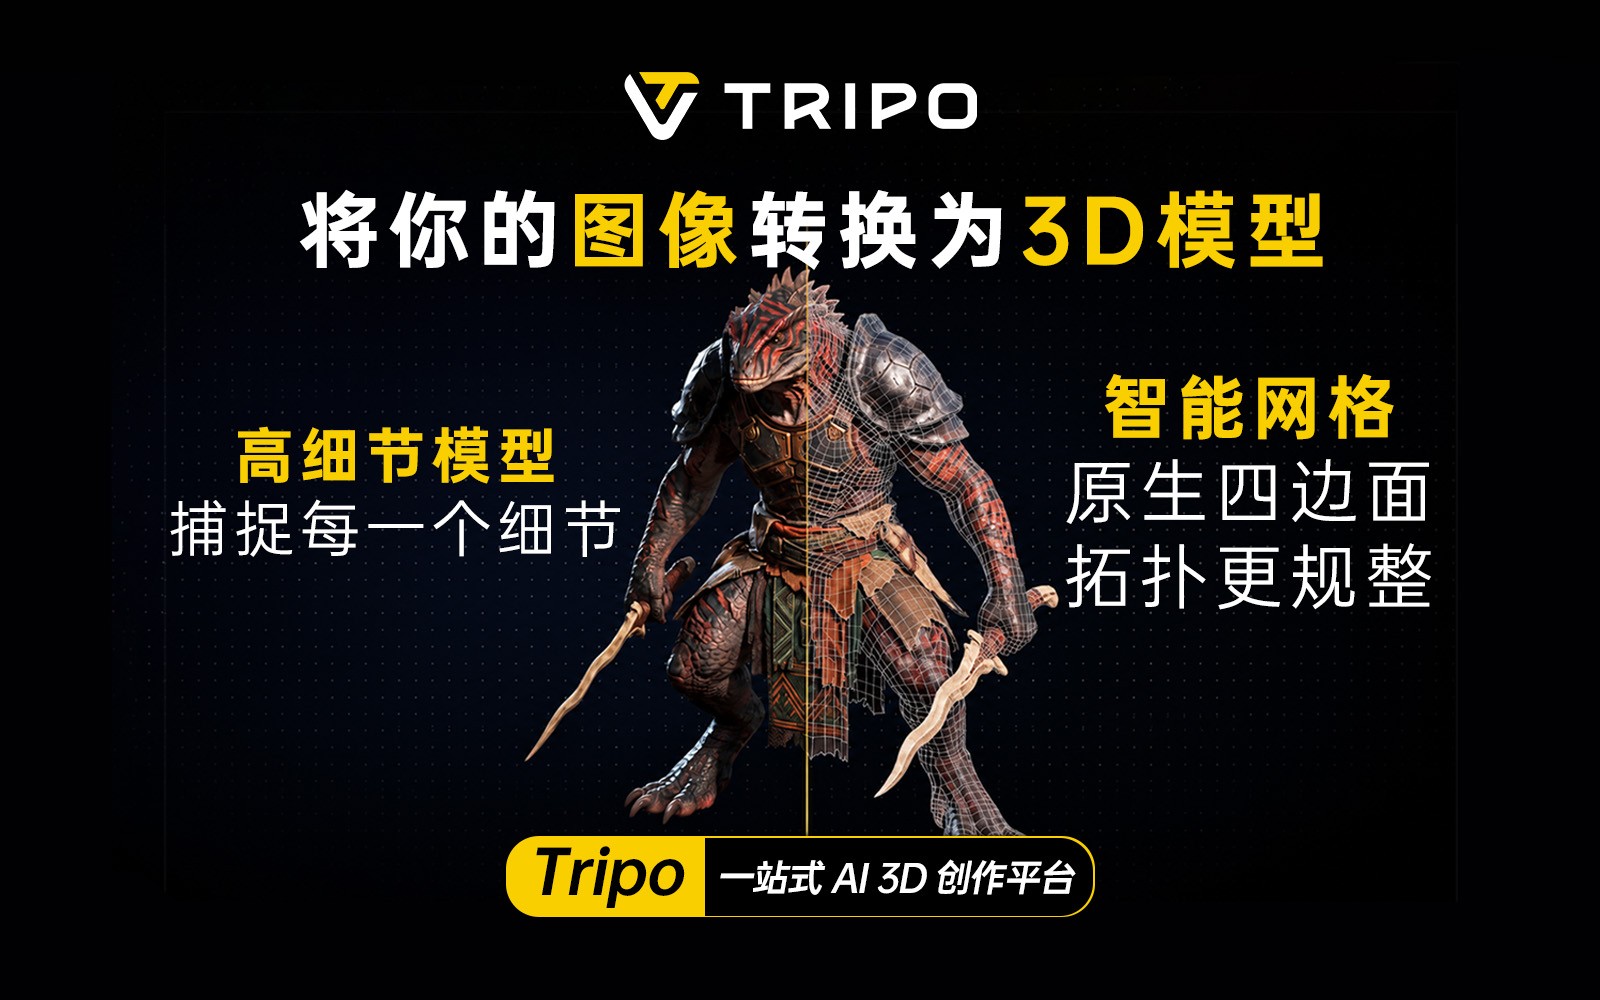 TRIPO
将你的图像转换为3D模型
高细节模型
捕捉每一个细节
智能网格
原生四边面
拓扑更规整
Tripo 一站式 AI 3D 创作平台